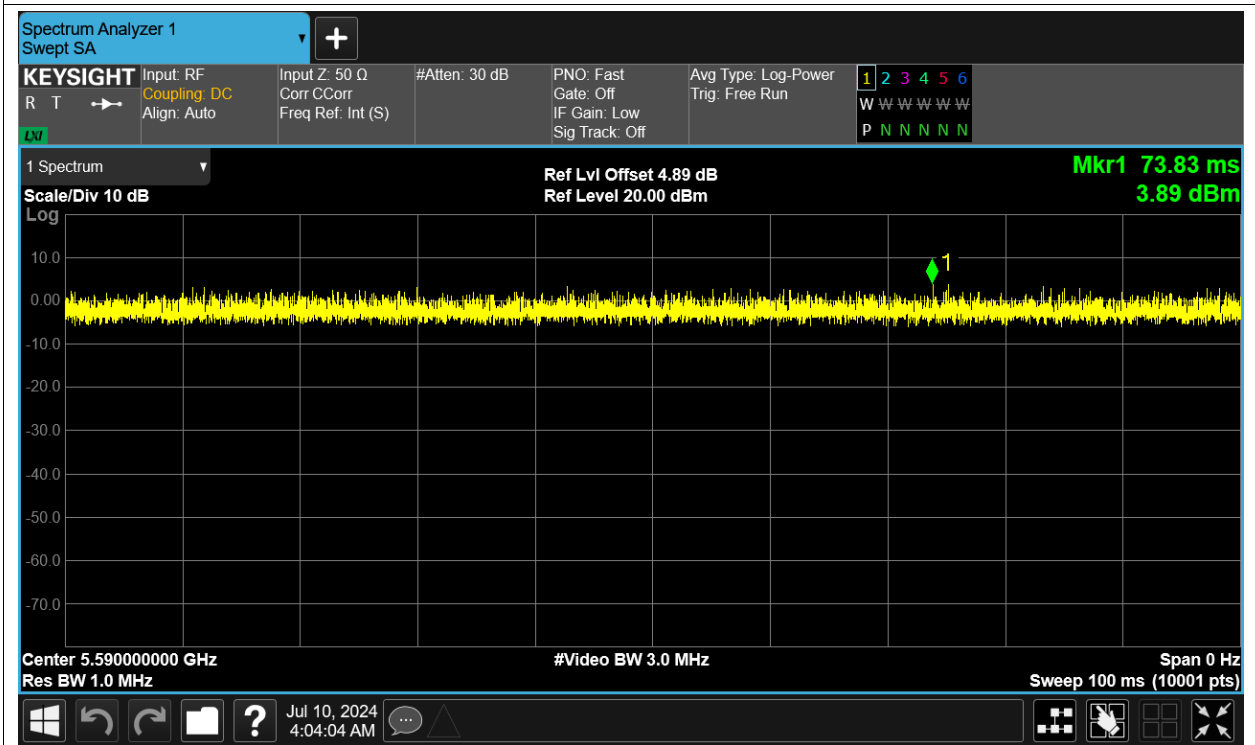 Spectrum Analyzer 1
Swept SA
KEYSIGHT
R T
LXI
Input: RF
Coupling: DC
Align: Auto
Input Z: 50 Ω
Corr CCorr
Freq Ref: Int (S)
#Atten: 30 dB
PNO: Fast
Gate: Off
IF Gain: Low
Sig Track: Off
Avg Type: Log-Power
Trig: Free Run
1 2 3 4 5 6
W W W W W W
P N N N N N
1 Spectrum
Scale/Div 10 dB
Ref Lvl Offset 4.89 dB
Ref Level 20.00 dBm
Mkr1 73.83 ms
3.89 dBm
Log
10.0
0.00
-10.0
-20.0
-30.0
-40.0
-50.0
-60.0
-70.0
1
Center 5.590000000 GHz
Res BW 1.0 MHz
#Video BW 3.0 MHz
Span 0 Hz
Sweep 100 ms (10001 pts)
?
Jul 10, 2024
4:04:04 AM